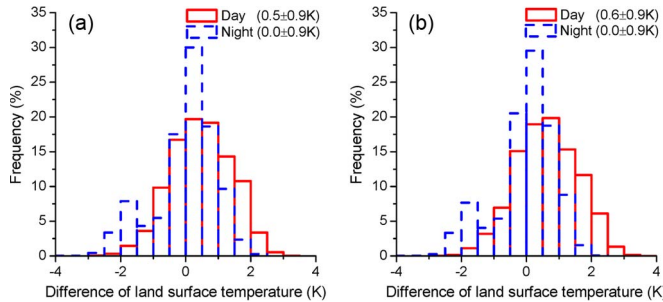 (a)
Day (0.5±0.9K)
Night (0.0±0.9K)
35
30
25
20
15
10
5
0
Frequency (%)
-4 -2 0 2 4
Difference of land surface temperature (K)
(b)
Day (0.6±0.9K)
Night (0.0±0.9K)
35
30
25
20
15
10
5
0
Frequency (%)
-4 -2 0 2 4
Difference of land surface temperature (K)